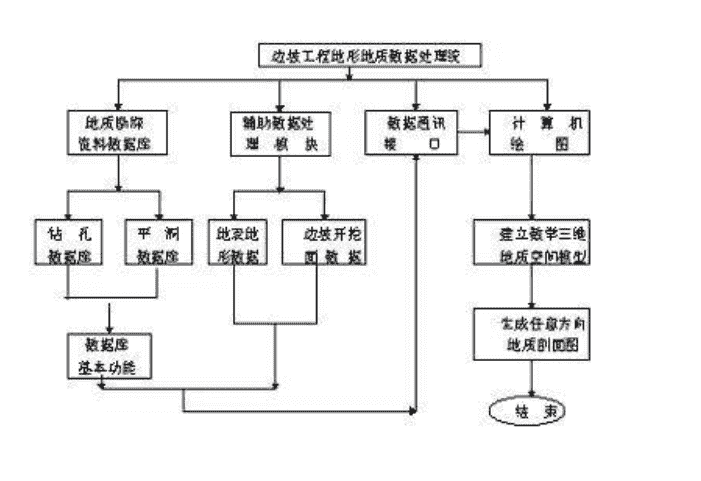 边坡工程地形地质数据处理统
地质勘探
资料数据库
辅助数据处
理 模 块
数据通讯
接 口
计 算 机
绘 图
钻 孔
数据库
平 洞
数据库
地表地
形数据
边坡开挖
面 数 据
建立数学三维
地质空间模型
数据库
基本功能
生成任意方向
地质剖面图
结 束